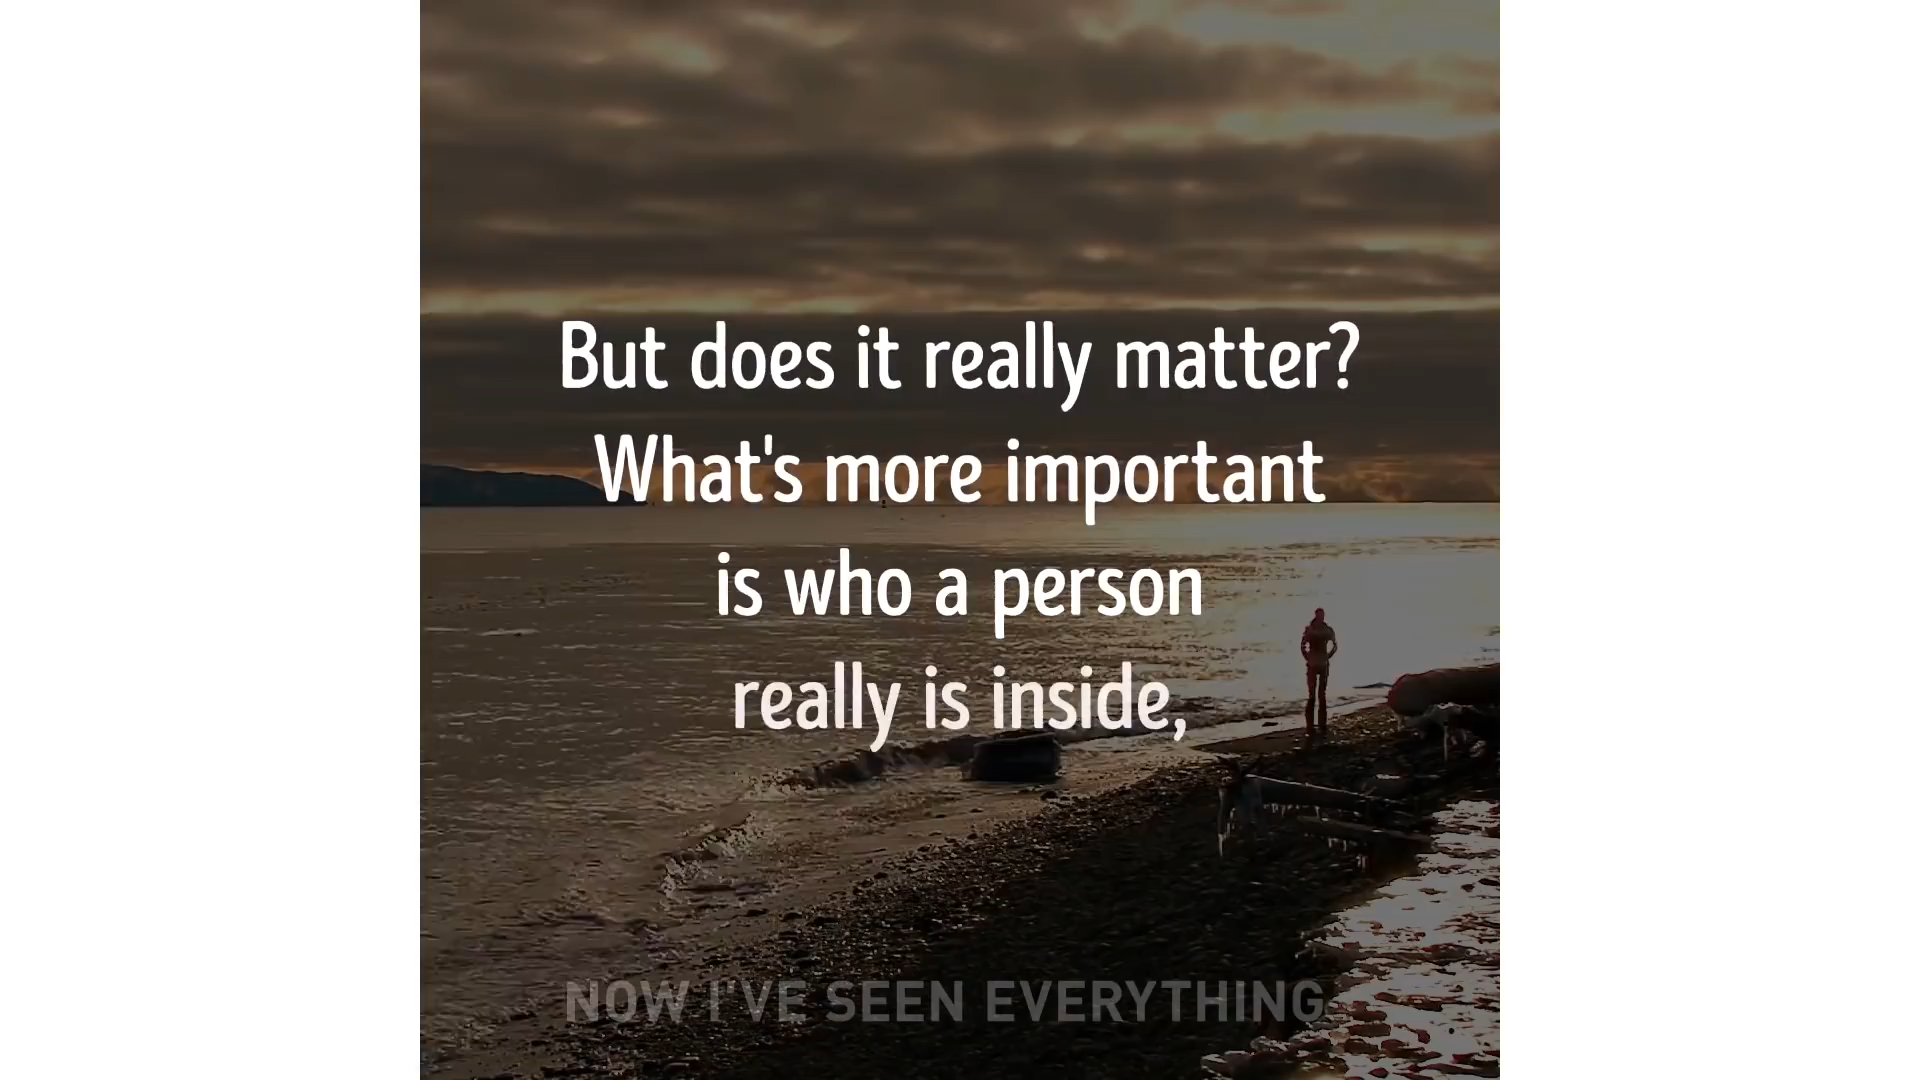 But does it really matter?
What's more important
is who a person
really is inside,
NOW I'VE SEEN EVERYTHING